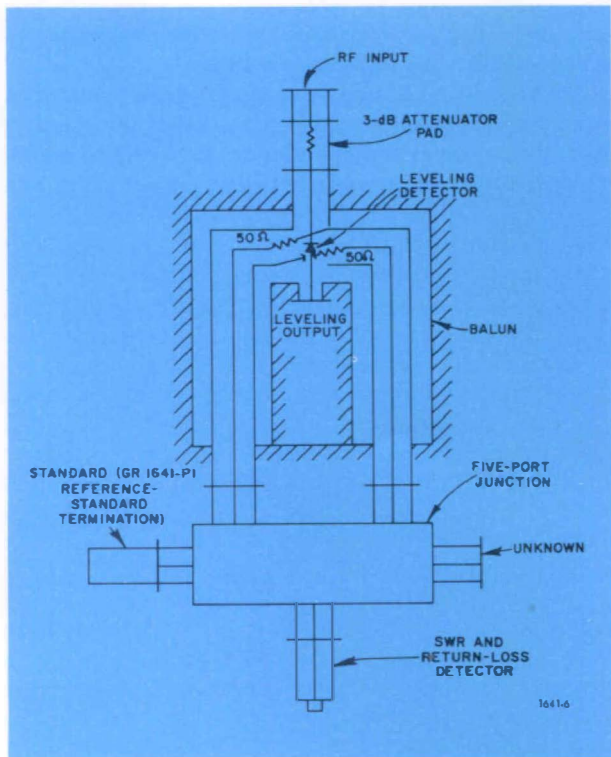 RF INPUT
3-dB ATTENUATOR
PAD
LEVELING
DETECTOR
50Ω
50Ω
LEVELING
OUTPUT
BALUN
STANDARD (GR 1641-P1
REFERENCE-
STANDARD
TERMINATION)
FIVE-PORT
JUNCTION
UNKNOWN
SWR AND
RETURN-LOSS
DETECTOR
1641-6